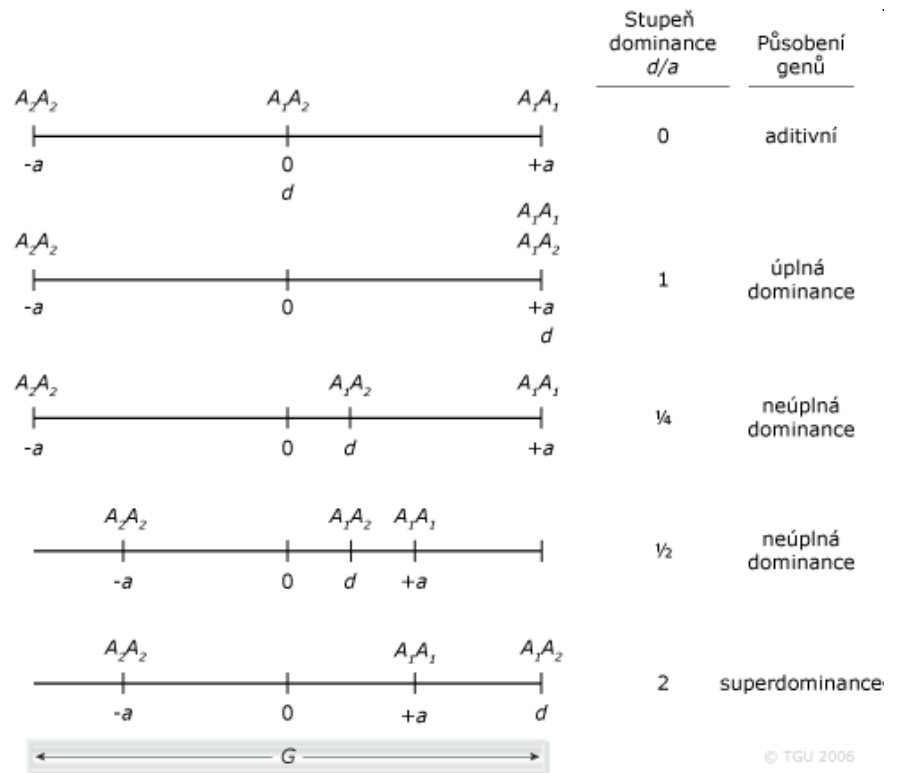 Stupeň dominance d/a
Působení genů
A₂A₂ A₁A₂ A₁A₁
0 aditivní
-a 0 +a
d
A₁A₁
A₂A₂ A₁A₂
1 úplná dominance
-a 0 +a
d
A₂A₂ A₁A₂ A₁A₁
¼ neúplná dominance
-a 0 d +a
A₂A₂ A₁A₂ A₁A₁
½ neúplná dominance
-a 0 d +a
A₂A₂ A₁A₁ A₁A₂
2 superdominance
-a 0 +a d
G
© TGU 2006